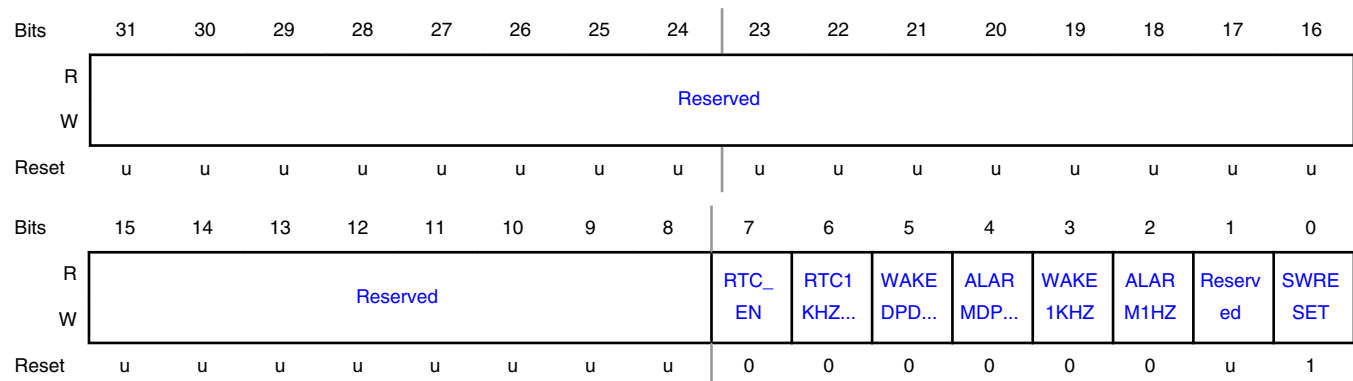 Bits 31 30 29 28 27 26 25 24 23 22 21 20 19 18 17 16
R
Reserved
W
Reset u u u u u u u u u u u u u u u u
Bits 15 14 13 12 11 10 9 8 7 6 5 4 3 2 1 0
R RTC_ RTC1 WAKE ALAR WAKE ALAR Reserv SWRE
Reserved
W EN KHZ... DPD... MDP... 1KHZ M1HZ ed SET
Reset u u u u u u u u 0 0 0 0 0 0 u 1